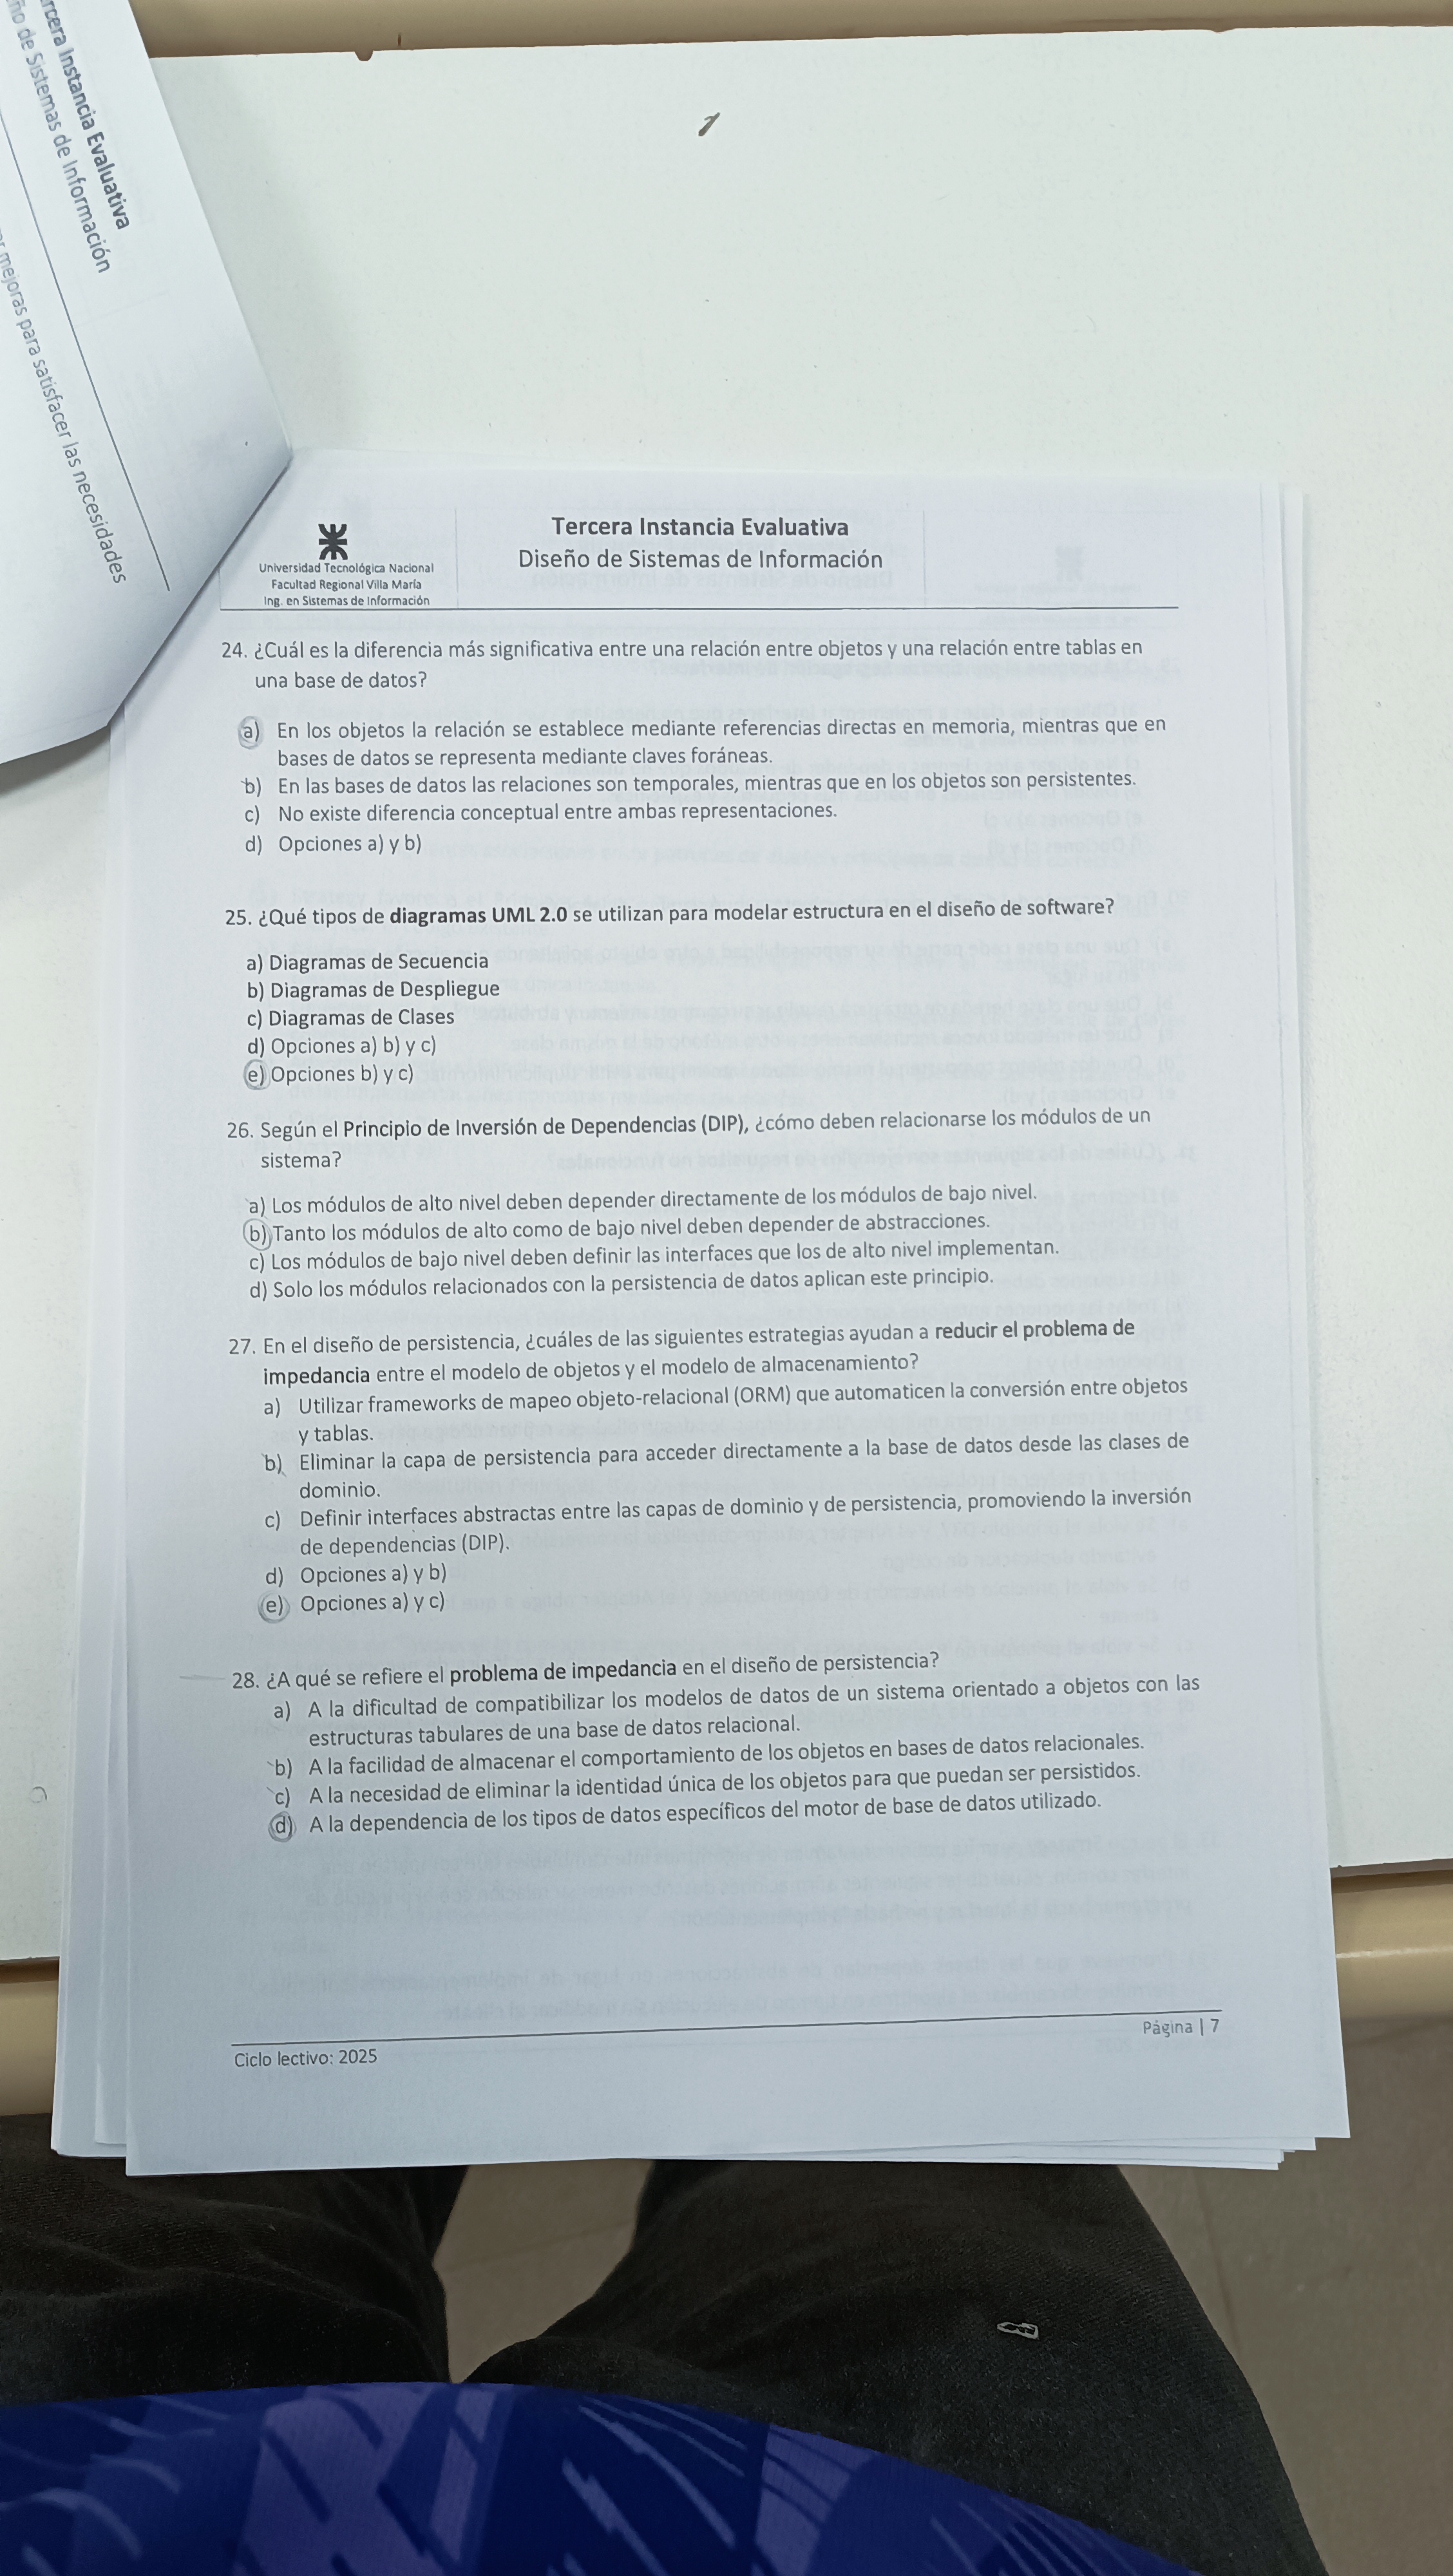 rcera Instancia Evaluativa
ño de Sistemas de Información
mejoras para satisfacer las necesidades
Universidad Tecnológica Nacional
Facultad Regional Villa María
Ing. en Sistemas de Información
Tercera Instancia Evaluativa
Diseño de Sistemas de Información
24. ¿Cuál es la diferencia más significativa entre una relación entre objetos y una relación entre tablas en
una base de datos?
a) En los objetos la relación se establece mediante referencias directas en memoria, mientras que en
bases de datos se representa mediante claves foráneas.
b) En las bases de datos las relaciones son temporales, mientras que en los objetos son persistentes.
c) No existe diferencia conceptual entre ambas representaciones.
d) Opciones a) y b)
25. ¿Qué tipos de diagramas UML 2.0 se utilizan para modelar estructura en el diseño de software?
a) Diagramas de Secuencia
b) Diagramas de Despliegue
c) Diagramas de Clases
d) Opciones a) b) y c)
e) Opciones b) y c)
26. Según el Principio de Inversión de Dependencias (DIP), ¿cómo deben relacionarse los módulos de un
sistema?
a) Los módulos de alto nivel deben depender directamente de los módulos de bajo nivel.
b) Tanto los módulos de alto como de bajo nivel deben depender de abstracciones.
c) Los módulos de bajo nivel deben definir las interfaces que los de alto nivel implementan.
d) Solo los módulos relacionados con la persistencia de datos aplican este principio.
27. En el diseño de persistencia, ¿cuáles de las siguientes estrategias ayudan a reducir el problema de
impedancia entre el modelo de objetos y el modelo de almacenamiento?
a) Utilizar frameworks de mapeo objeto-relacional (ORM) que automaticen la conversión entre objetos
y tablas.
b) Eliminar la capa de persistencia para acceder directamente a la base de datos desde las clases de
dominio.
c) Definir interfaces abstractas entre las capas de dominio y de persistencia, promoviendo la inversión
de dependencias (DIP).
d) Opciones a) y b)
e) Opciones a) y c)
28. ¿A qué se refiere el problema de impedancia en el diseño de persistencia?
a) A la dificultad de compatibilizar los modelos de datos de un sistema orientado a objetos con las
estructuras tabulares de una base de datos relacional.
b) A la facilidad de almacenar el comportamiento de los objetos en bases de datos relacionales.
c) A la necesidad de eliminar la identidad única de los objetos para que puedan ser persistidos.
d) A la dependencia de los tipos de datos específicos del motor de base de datos utilizado.
Página | 7
Ciclo lectivo: 2025